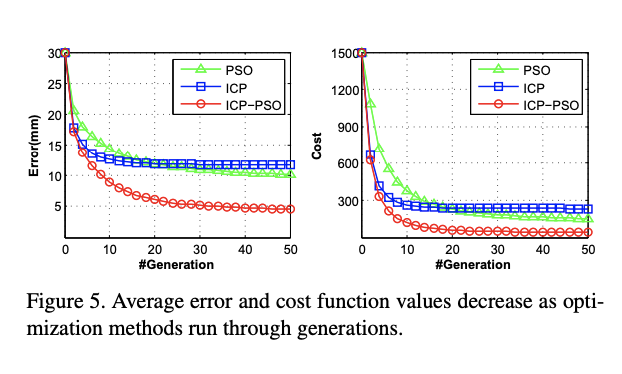 30
25
20
15
10
5
0 10 20 30 40 50
Error(mm)
#Generation
PSO
ICP
ICP-PSO
1500
1200
900
600
300
0 10 20 30 40 50
Cost
#Generation
PSO
ICP
ICP-PSO
Figure 5. Average error and cost function values decrease as opti-
mization methods run through generations.